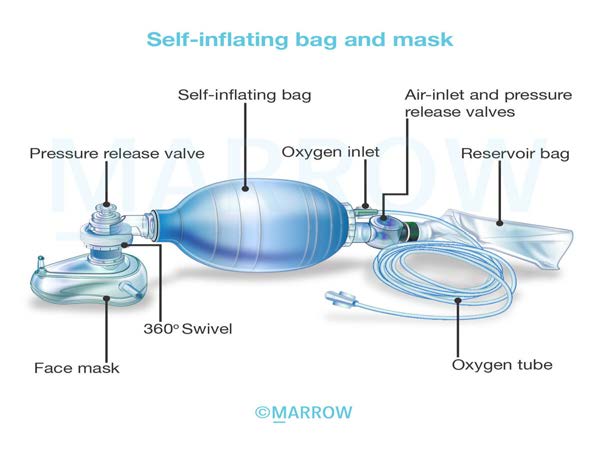 Self-inflating bag and mask
Self-inflating bag
Air-inlet and pressure
release valves
Pressure release valve
Oxygen inlet
Reservoir bag
MARROW
360° Swivel
Face mask
Oxygen tube
©MARROW